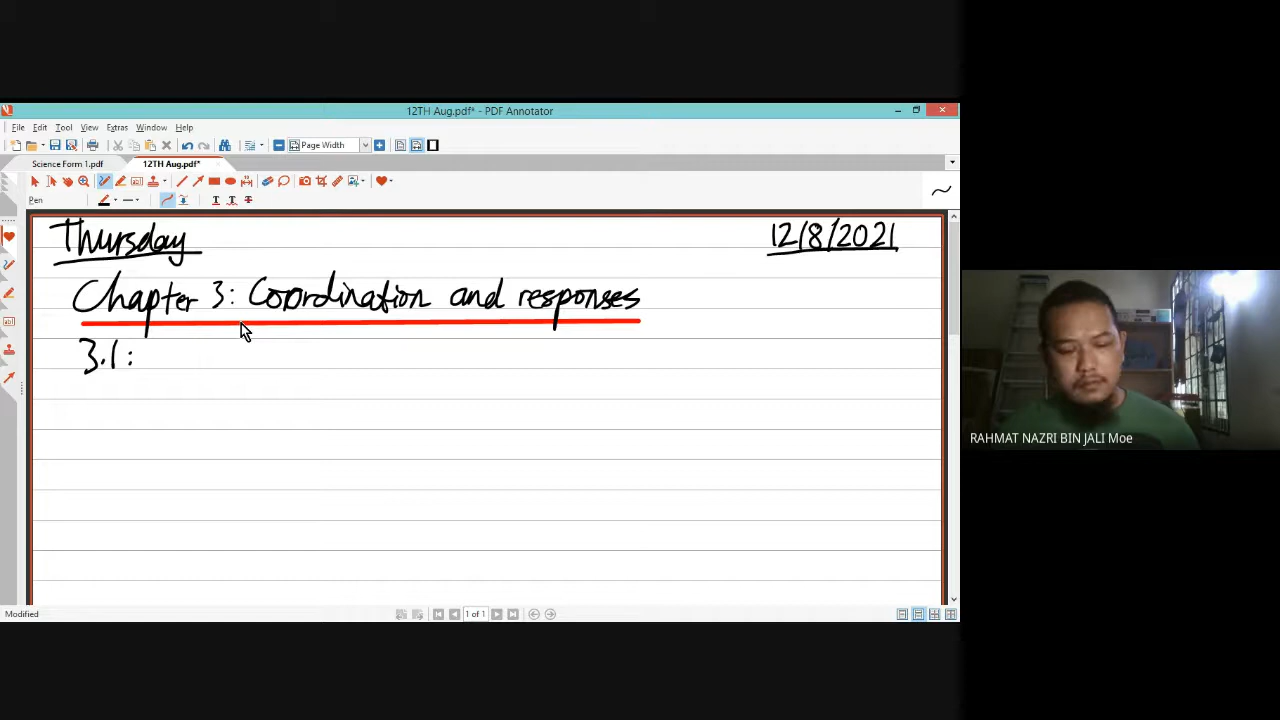 12TH Aug.pdf* - PDF Annotator
File Edit Tool View Extras Window Help
Page Width
Science Form 1.pdf 12TH Aug.pdf*
Pen
Thursday 12/8/2021
Chapter 3: Coordination and responses
3.1:
RAHMAT NAZRI BIN JALI Moe
Modified 1 of 1